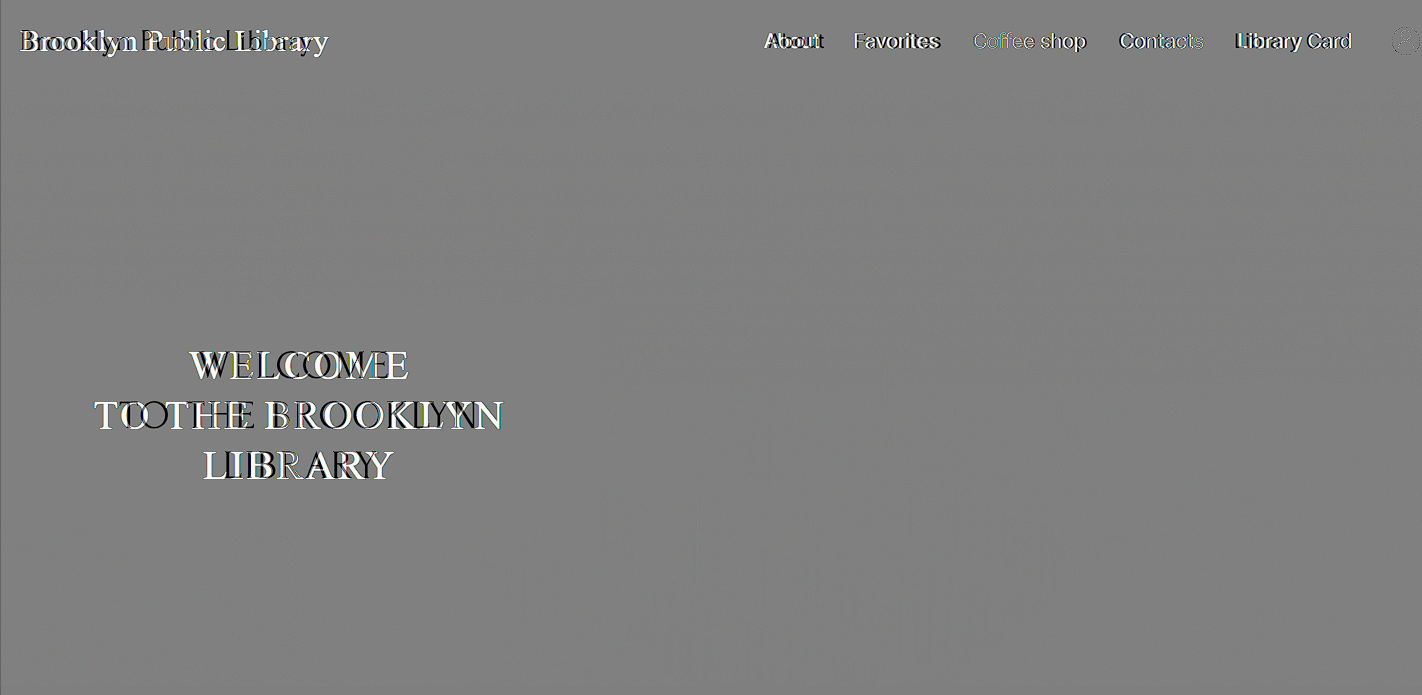 Brooklyn Public Library
About Favorites Coffee shop Contacts Library Card
WELCOME
TO THE BROOKLYN
LIBRARY